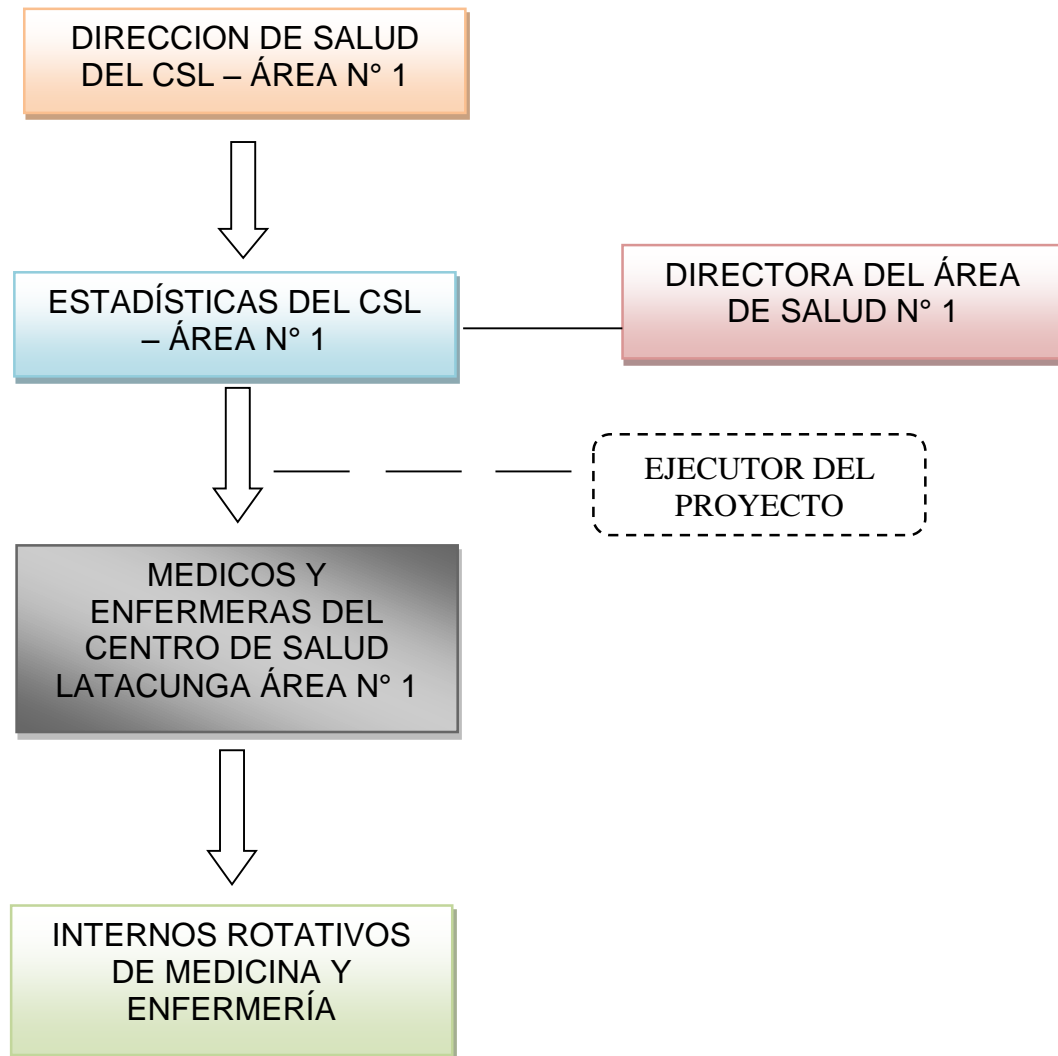 DIRECCION DE SALUD
DEL CSL – ÁREA N° 1
ESTADÍSTICAS DEL CSL
– ÁREA N° 1
DIRECTORA DEL ÁREA
DE SALUD N° 1
EJECUTOR DEL
PROYECTO
MEDICOS Y
ENFERMERAS DEL
CENTRO DE SALUD
LATACUNGA ÁREA N° 1
INTERNOS ROTATIVOS
DE MEDICINA Y
ENFERMERÍA